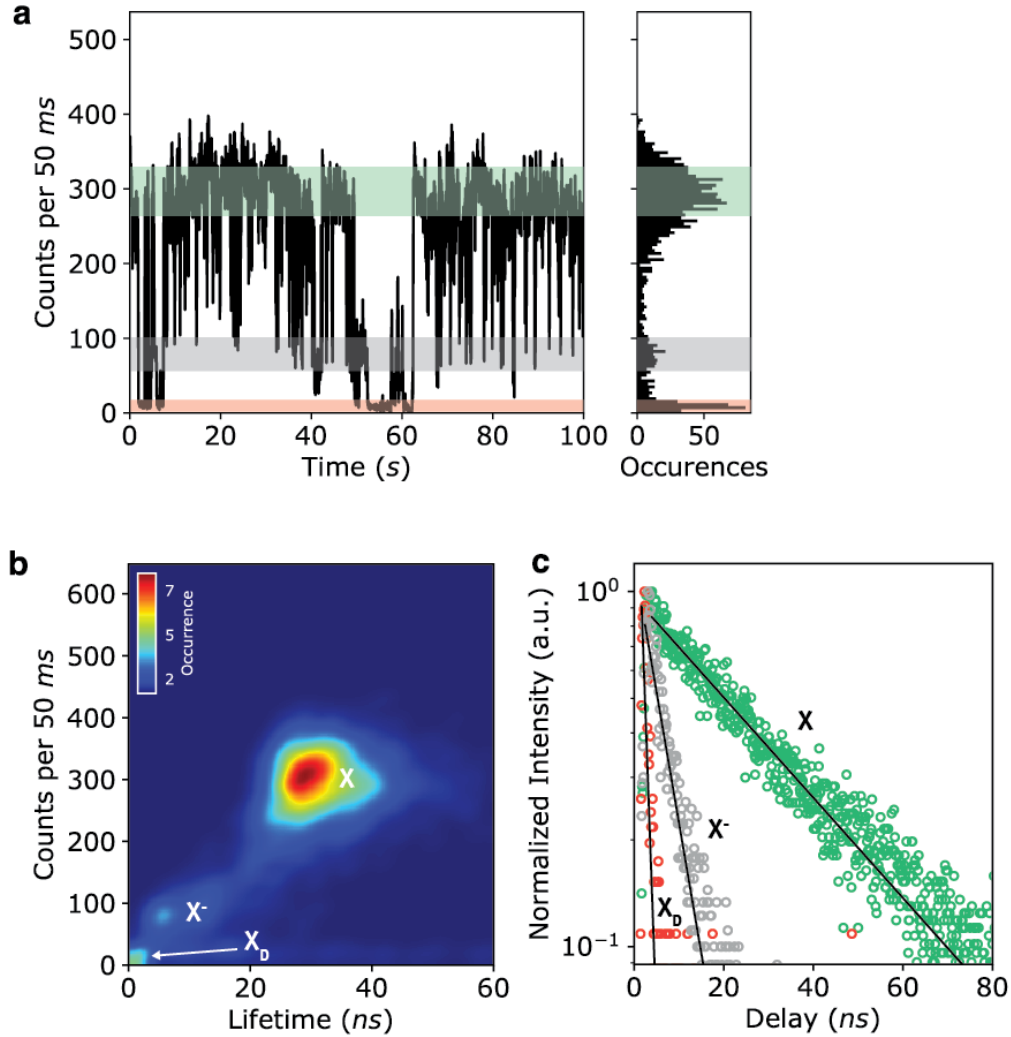 a
Counts per 50 ms
500
400
300
200
100
0
0 20 40 60 80 100
Time (s)
0 50
Occurences
b
Counts per 50 ms
600
500
400
300
200
100
0
7
5
2
Occurrence
X
X-
XD
0 20 40 60
Lifetime (ns)
c
Normalized Intensity (a.u.)
10⁰
10⁻¹
X
X-
XD
0 20 40 60 80
Delay (ns)